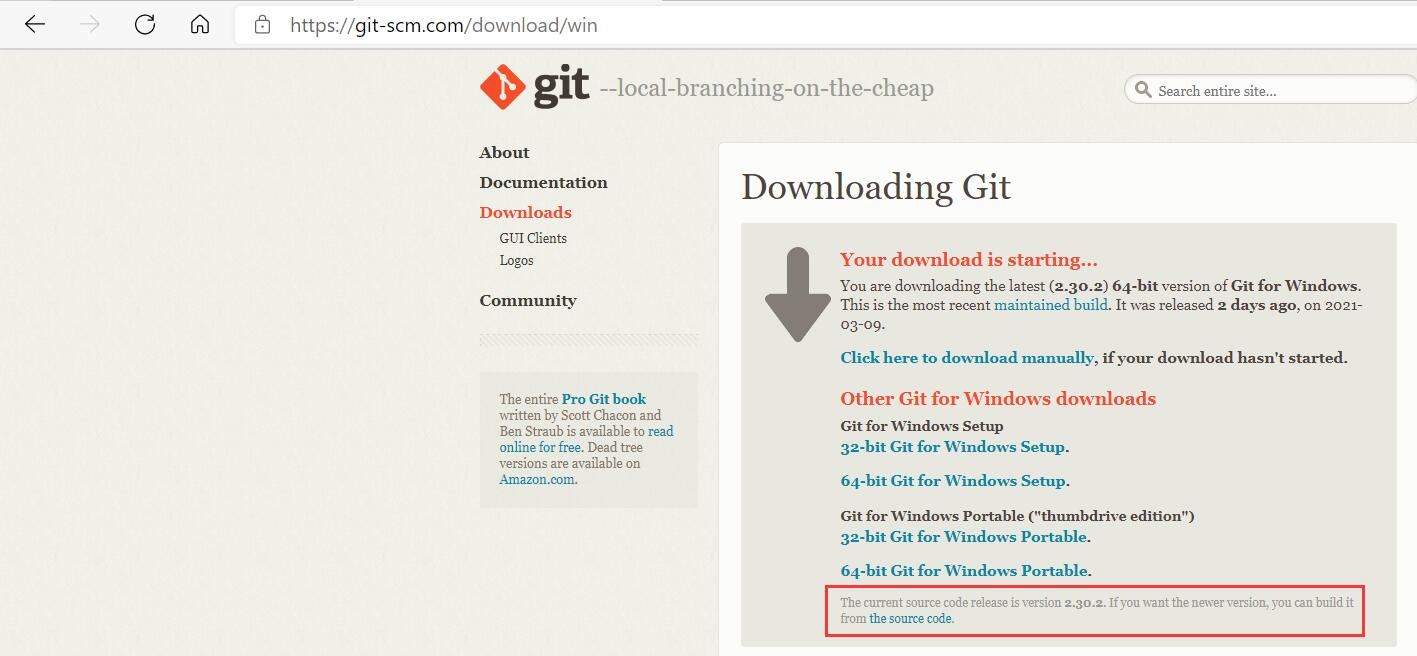 https://git-scm.com/download/win
git --local-branching-on-the-cheap
Search entire site...
About
Documentation
Downloads
GUI Clients
Logos
Community
The entire Pro Git book
written by Scott Chacon and
Ben Straub is available to read
online for free. Dead tree
versions are available on
Amazon.com.
Downloading Git
Your download is starting...
You are downloading the latest (2.30.2) 64-bit version of Git for Windows.
This is the most recent maintained build. It was released 2 days ago, on 2021-
03-09.
Click here to download manually, if your download hasn't started.
Other Git for Windows downloads
Git for Windows Setup
32-bit Git for Windows Setup.
64-bit Git for Windows Setup.
Git for Windows Portable ("thumbdrive edition")
32-bit Git for Windows Portable.
64-bit Git for Windows Portable.
The current source code release is version 2.30.2. If you want the newer version, you can build it
from the source code.